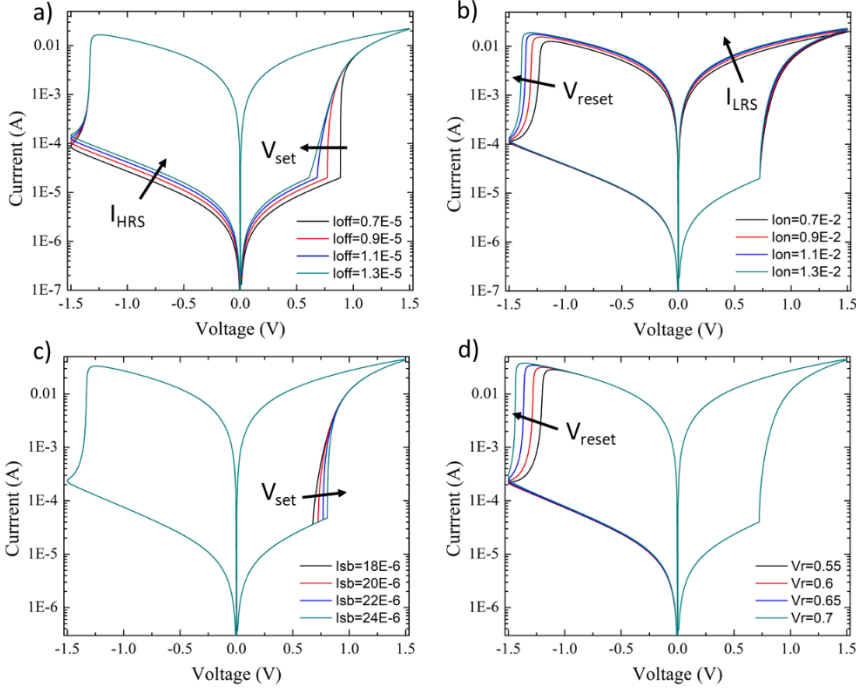 a)
0.01
1E-3
1E-4
1E-5
1E-6
1E-7
Currrent (A)
V_set
I_HRS
Ioff=0.7E-5
Ioff=0.9E-5
Ioff=1.1E-5
Ioff=1.3E-5
-1.5 -1.0 -0.5 0.0 0.5 1.0 1.5
Voltage (V)
b)
0.01
1E-3
1E-4
1E-5
1E-6
1E-7
Currrent (A)
V_reset
I_LRS
Ion=0.7E-2
Ion=0.9E-2
Ion=1.1E-2
Ion=1.3E-2
-1.5 -1.0 -0.5 0.0 0.5 1.0 1.5
Voltage (V)
c)
0.01
1E-3
1E-4
1E-5
1E-6
Currrent (A)
V_set
Isb=18E-6
Isb=20E-6
Isb=22E-6
Isb=24E-6
-1.5 -1.0 -0.5 0.0 0.5 1.0 1.5
Voltage (V)
d)
0.01
1E-3
1E-4
1E-5
1E-6
Currrent (A)
V_reset
Vr=0.55
Vr=0.6
Vr=0.65
Vr=0.7
-1.5 -1.0 -0.5 0.0 0.5 1.0 1.5
Voltage (V)